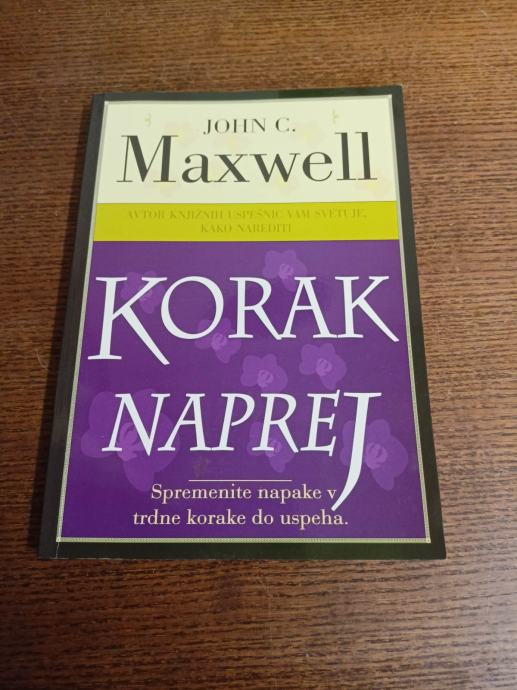 JOHN C.
Maxwell
AVTOR KNJIŽNIH USPEŠNIC VAM SVETUJE,
KAKO NAREDITI
KORAK
NAPREJ
Spremenite napake v
trdne korake do uspeha.